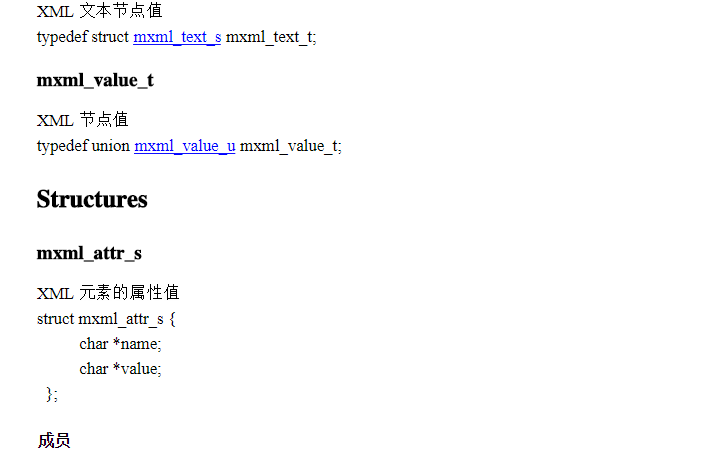 XML 文本节点值
typedef struct mxml_text_s mxml_text_t;
mxml_value_t
XML 节点值
typedef union mxml_value_u mxml_value_t;
Structures
mxml_attr_s
XML 元素的属性值
struct mxml_attr_s {
char *name;
char *value;
};
成员